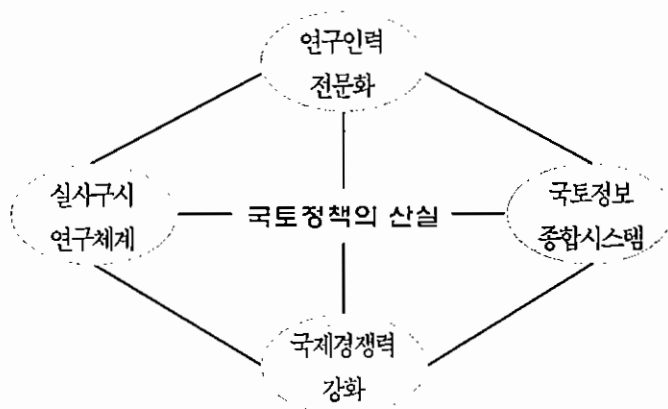 연구인력
전문화
실사구시
연구체계
국토정책의 산실
국토정보
종합시스템
국제경쟁력
강화